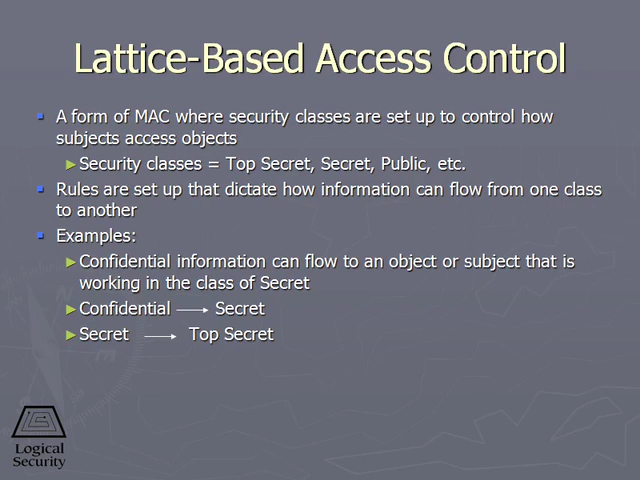 Lattice-Based Access Control
A form of MAC where security classes are set up to control how
subjects access objects
Security classes = Top Secret, Secret, Public, etc.
Rules are set up that dictate how information can flow from one class
to another
Examples:
Confidential information can flow to an object or subject that is
working in the class of Secret
Confidential → Secret
Secret → Top Secret
Logical
Security